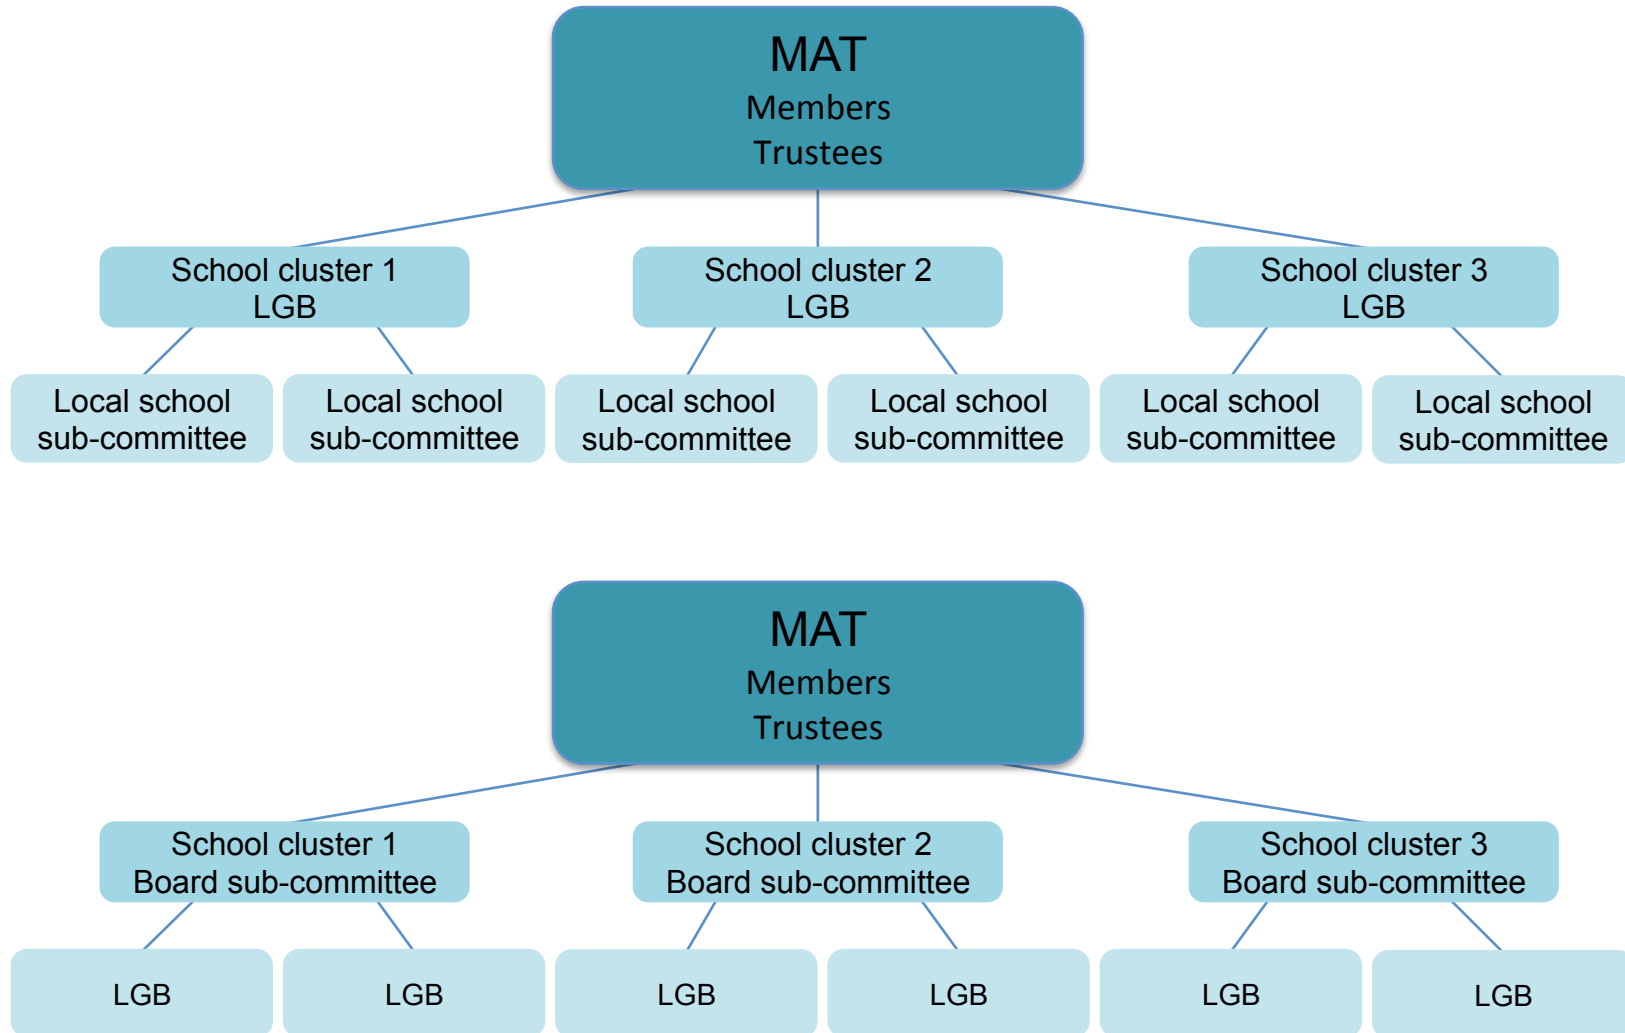 MAT
Members
Trustees
School cluster 1
LGB
School cluster 2
LGB
School cluster 3
LGB
Local school
sub-committee
Local school
sub-committee
Local school
sub-committee
Local school
sub-committee
Local school
sub-committee
Local school
sub-committee
MAT
Members
Trustees
School cluster 1
Board sub-committee
School cluster 2
Board sub-committee
School cluster 3
Board sub-committee
LGB
LGB
LGB
LGB
LGB
LGB